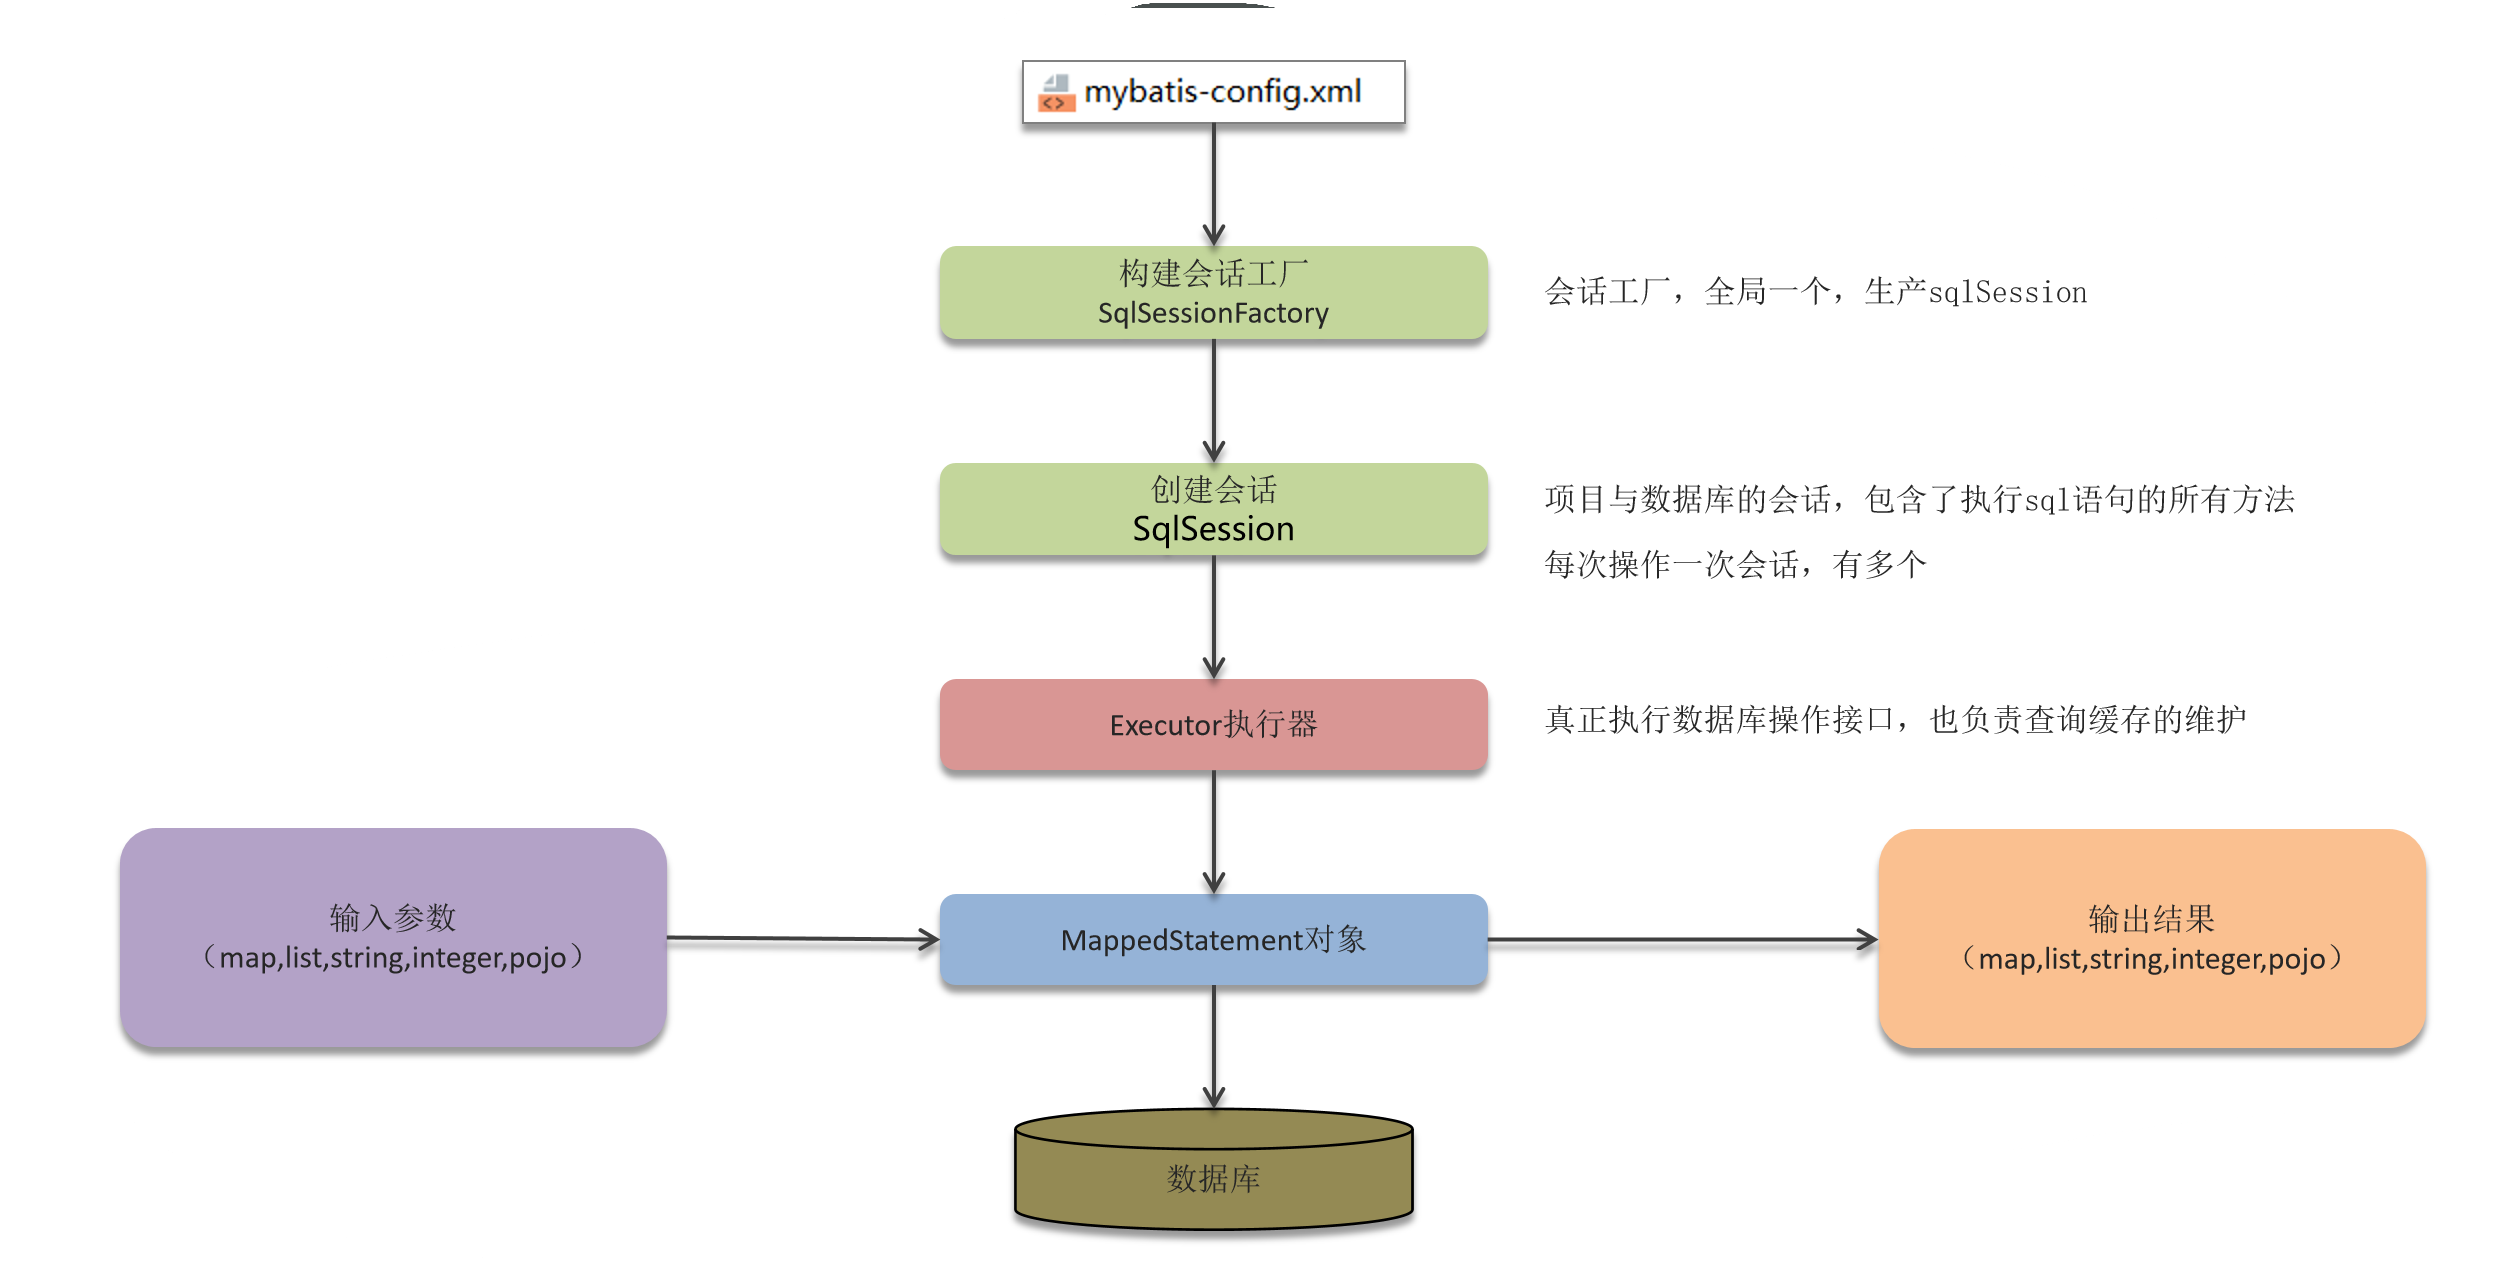 mybatis-config.xml
构建会话工厂
SqlSessionFactory
会话工厂，全局一个，生产sqlSession
创建会话
SqlSession
项目与数据库的会话，包含了执行sql语句的所有方法
每次操作一次会话，有多个
Executor执行器
真正执行数据库操作接口，也负责查询缓存的维护
输入参数
（map,list,string,integer,pojo）
MappedStatement对象
输出结果
（map,list,string,integer,pojo）
数据库